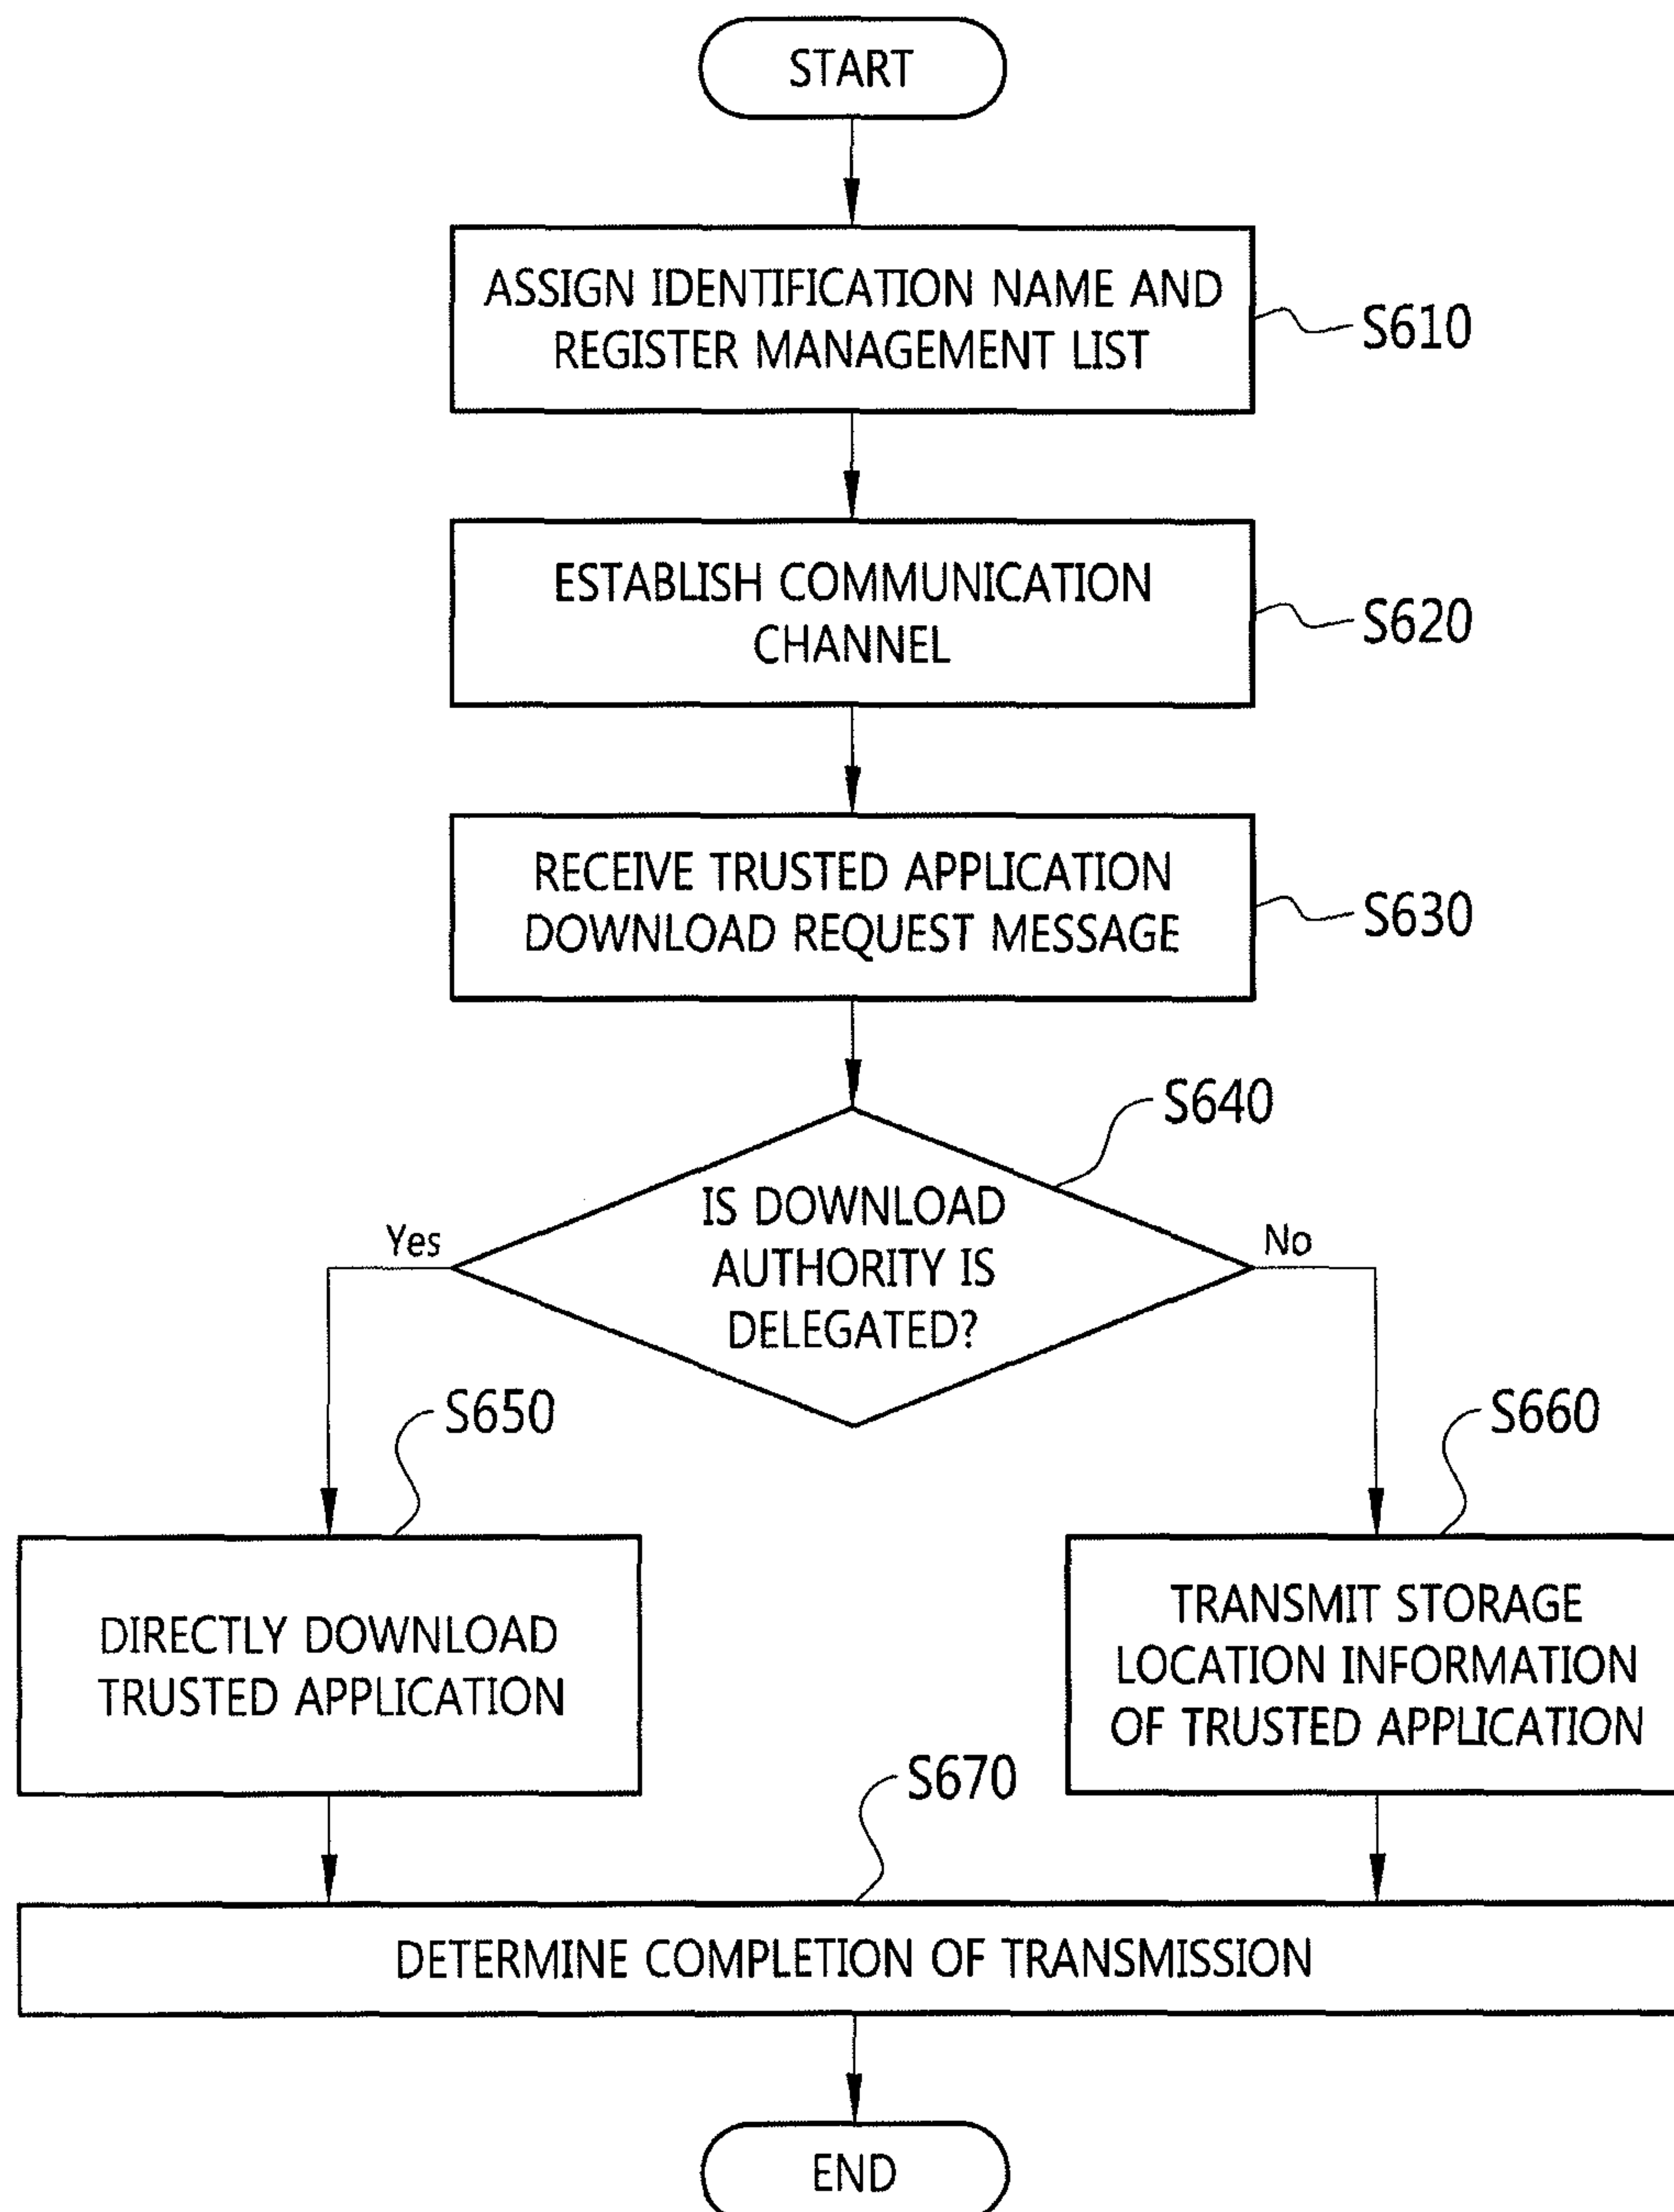 START
ASSIGN IDENTIFICATION NAME AND
REGISTER MANAGEMENT LIST
S610
ESTABLISH COMMUNICATION
CHANNEL
S620
RECEIVE TRUSTED APPLICATION
DOWNLOAD REQUEST MESSAGE
S630
S640
IS DOWNLOAD
AUTHORITY IS
DELEGATED?
Yes
No
S650
S660
DIRECTLY DOWNLOAD
TRUSTED APPLICATION
TRANSMIT STORAGE
LOCATION INFORMATION
OF TRUSTED APPLICATION
S670
DETERMINE COMPLETION OF TRANSMISSION
END